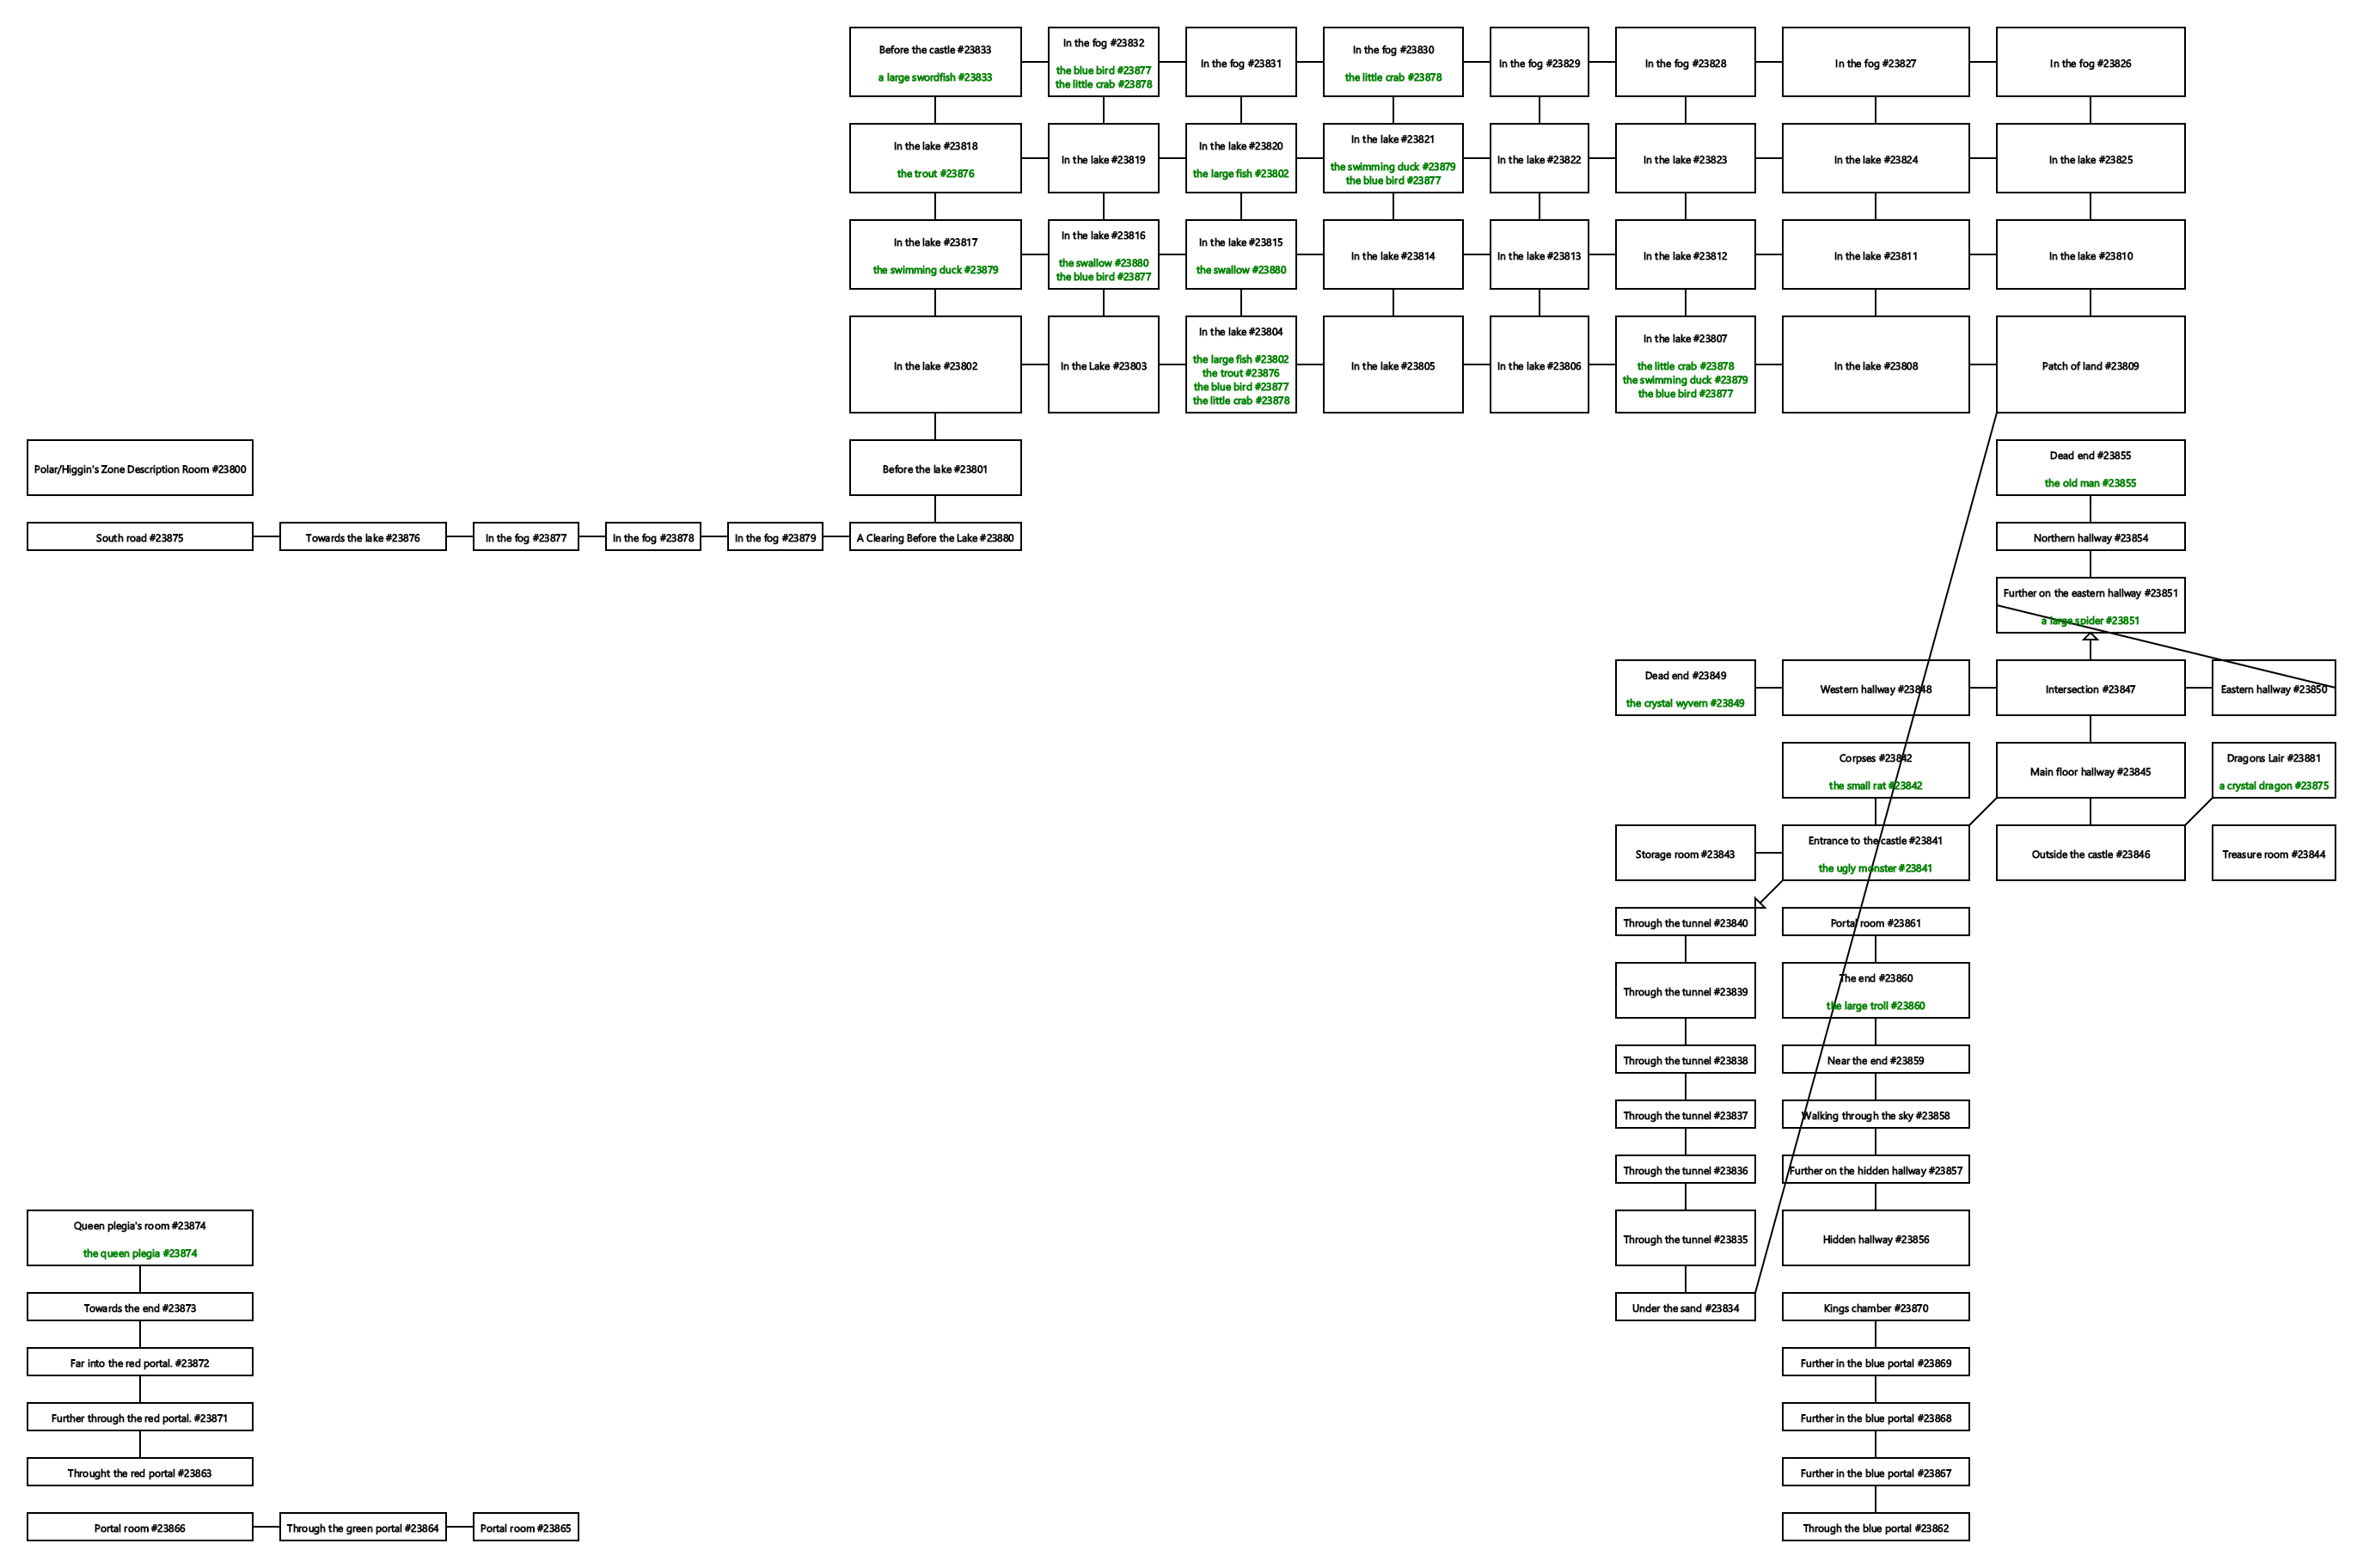 Before the castle #23833
a large swordfish #23833
In the fog #23832
the blue bird #23877
the little crab #23878
In the fog #23831
In the fog #23830
the little crab #23878
In the fog #23829
In the fog #23828
In the fog #23827
In the fog #23826
In the lake #23818
the trout #23876
In the lake #23819
In the lake #23820
the large fish #23802
In the lake #23821
the swimming duck #23879
the blue bird #23877
In the lake #23822
In the lake #23823
In the lake #23824
In the lake #23825
In the lake #23817
the swimming duck #23879
In the lake #23816
the swallow #23880
the blue bird #23877
In the lake #23815
the swallow #23880
In the lake #23814
In the lake #23813
In the lake #23812
In the lake #23811
In the lake #23810
In the lake #23802
In the Lake #23803
In the lake #23804
the large fish #23802
the trout #23876
the blue bird #23877
the little crab #23878
In the lake #23805
In the lake #23806
In the lake #23807
the little crab #23878
the swimming duck #23879
the blue bird #23877
In the lake #23808
Patch of land #23809
Polar/Higgin's Zone Description Room #23800
Before the lake #23801
Dead end #23855
the old man #23855
South road #23875
Towards the lake #23876
In the fog #23877
In the fog #23878
In the fog #23879
A Clearing Before the Lake #23880
Northern hallway #23854
Further on the eastern hallway #23851
a large spider #23851
Dead end #23849
the crystal wyvern #23849
Western hallway #23848
Intersection #23847
Eastern hallway #23850
Corpses #23842
the small rat #23842
Main floor hallway #23845
Dragons Lair #23881
a crystal dragon #23875
Storage room #23843
Entrance to the castle #23841
the ugly monster #23841
Outside the castle #23846
Treasure room #23844
Through the tunnel #23840
Portal room #23861
Through the tunnel #23839
The end #23860
the large troll #23860
Through the tunnel #23838
Near the end #23859
Through the tunnel #23837
Walking through the sky #23858
Through the tunnel #23836
Further on the hidden hallway #23857
Queen plegia's room #23874
the queen plegia #23874
Through the tunnel #23835
Hidden hallway #23856
Towards the end #23873
Under the sand #23834
Kings chamber #23870
Far into the red portal. #23872
Further in the blue portal #23869
Further through the red portal. #23871
Further in the blue portal #23868
Throught the red portal #23863
Further in the blue portal #23867
Portal room #23866
Through the green portal #23864
Portal room #23865
Through the blue portal #23862